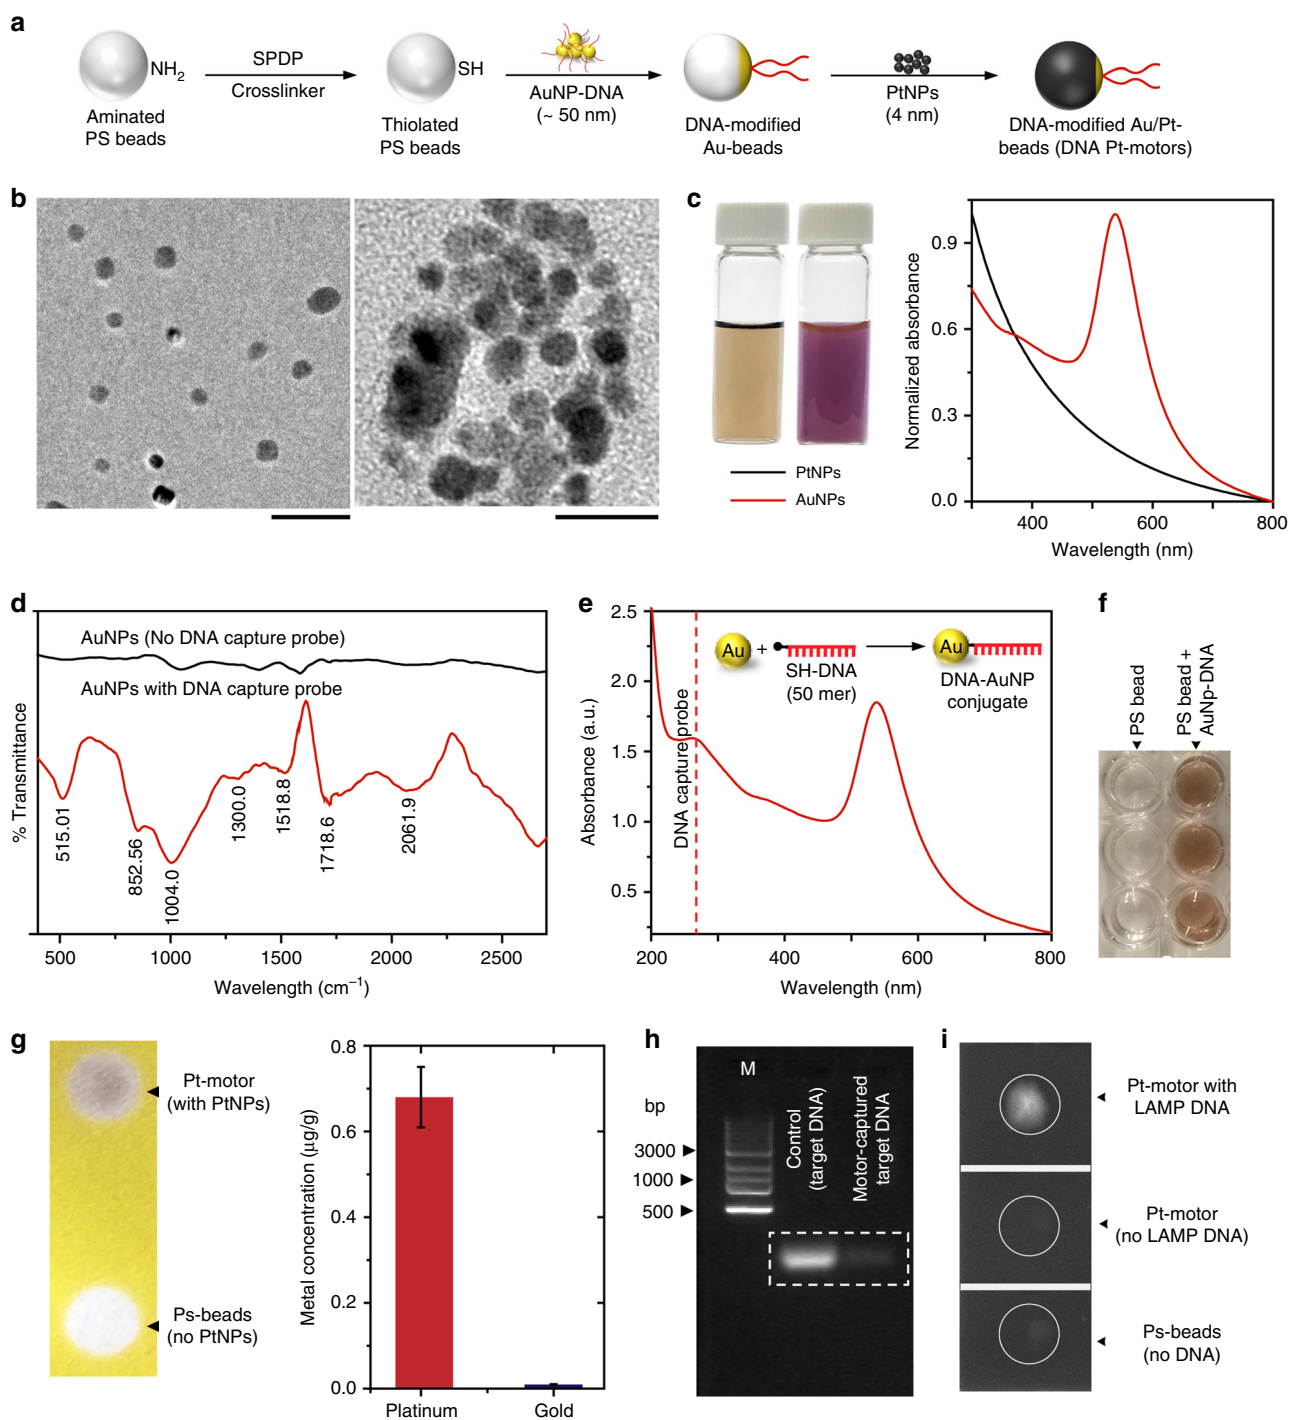 a
NH2
SPDP
Crosslinker
SH
AuNP-DNA
(~ 50 nm)
PtNPs
(4 nm)
Aminated
PS beads
Thiolated
PS beads
DNA-modified
Au-beads
DNA-modified Au/Pt-
beads (DNA Pt-motors)
b
c
PtNPs
AuNPs
Normalized absorbance
0.9
0.6
0.3
0.0
400
600
800
Wavelength (nm)
d
AuNPs (No DNA capture probe)
AuNPs with DNA capture probe
% Transmittance
515.01
852.56
1004.0
1300.0
1518.8
1718.6
2061.9
500
1000
1500
2000
2500
Wavelength (cm−1)
e
Absorbance (a.u.)
2.5
2.0
1.5
1.0
0.5
DNA capture probe
Au
+
SH-DNA
(50 mer)
Au
DNA-AuNP
conjugate
200
400
600
800
Wavelength (nm)
f
PS bead
PS bead +
AuNp-DNA
g
Pt-motor
(with PtNPs)
Ps-beads
(no PtNPs)
Metal concentration (µg/g)
0.8
0.6
0.4
0.2
0.0
Platinum
Gold
h
bp
3000
1000
500
M
Control
(target DNA)
Motor-captured
target DNA
i
Pt-motor with
LAMP DNA
Pt-motor
(no LAMP DNA)
Ps-beads
(no DNA)